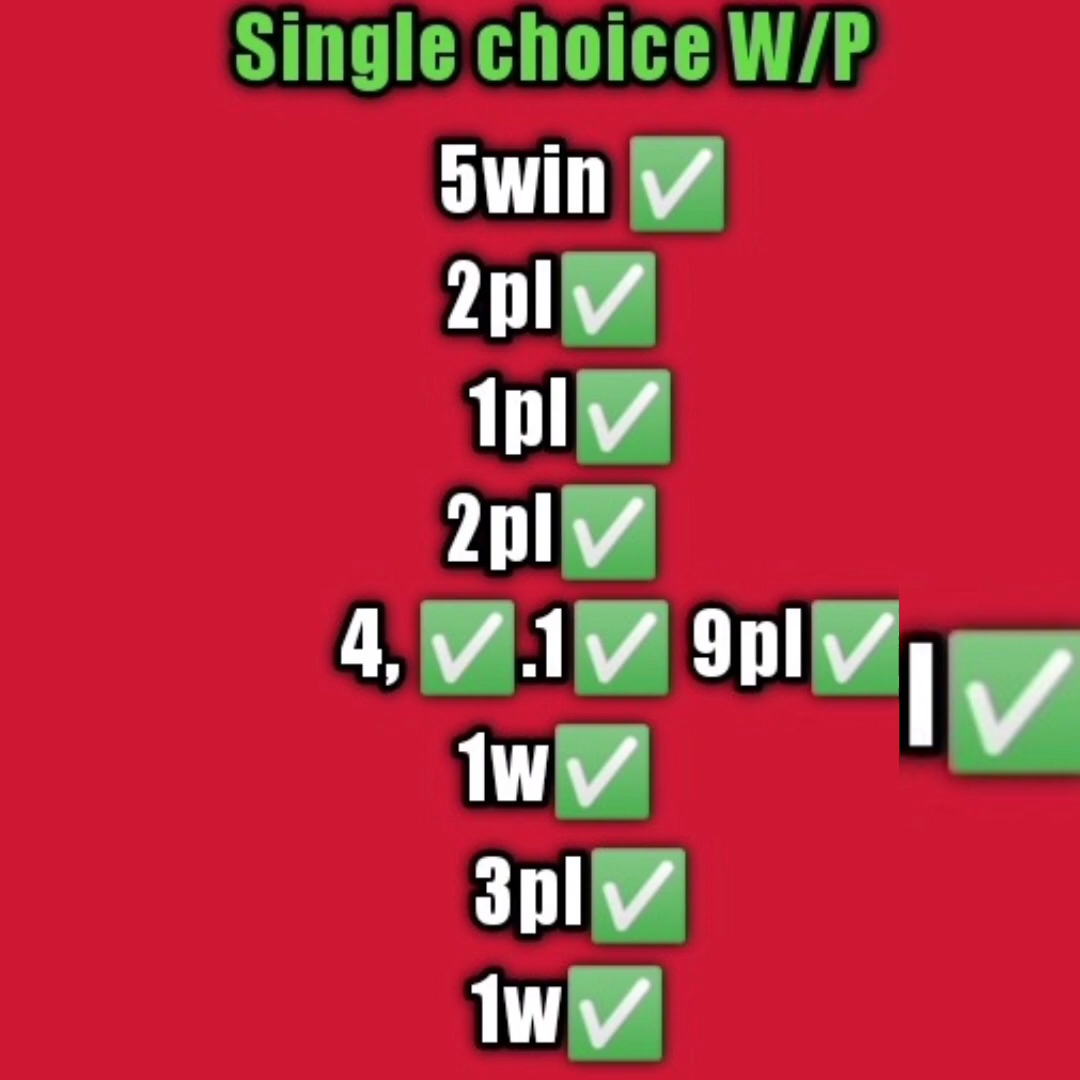 Single choice W/P
5win ✅
2pl✅
1pl✅
2pl✅
4, ✅.1✅ 9pl✅
l✅
1w✅
3pl✅
1w✅